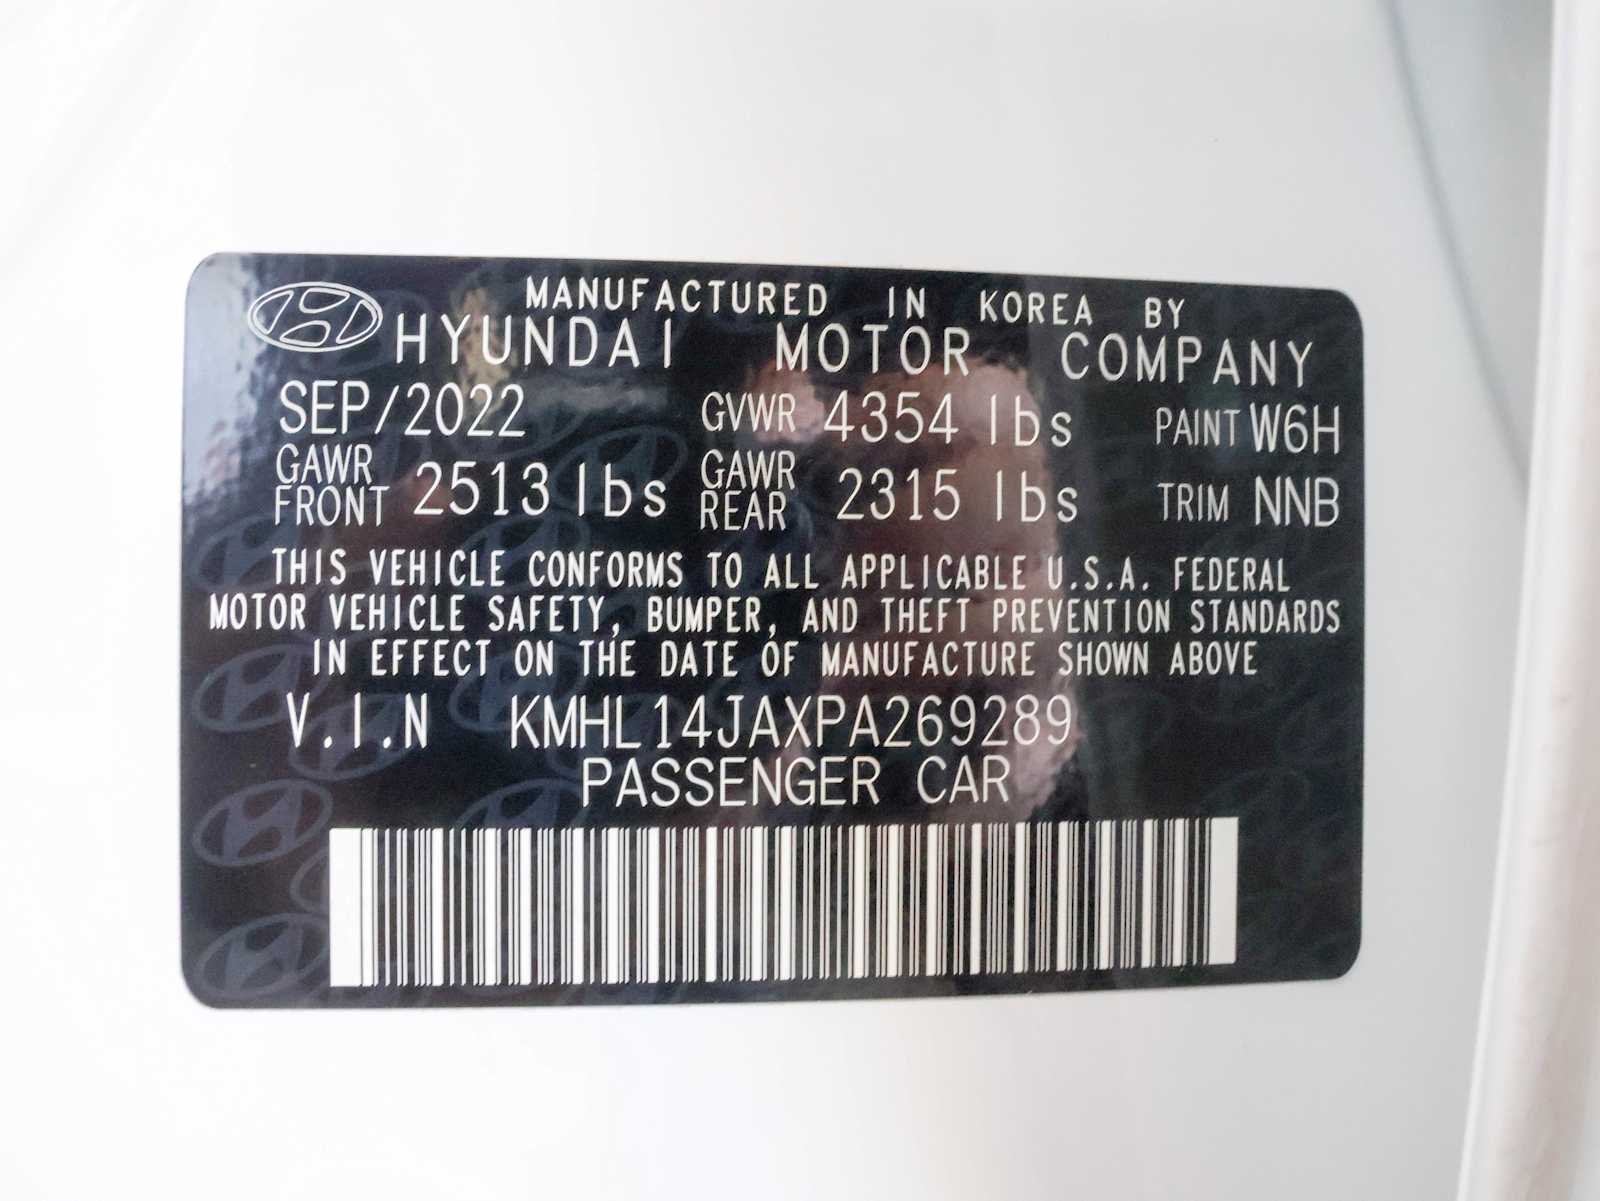 MANUFACTURED IN KOREA BY
HYUNDAI MOTOR COMPANY
SEP/2022 GVWR 4354 lbs PAINT W6H
GAWR FRONT 2513 lbs GAWR REAR 2315 lbs TRIM NNB
THIS VEHICLE CONFORMS TO ALL APPLICABLE U.S.A. FEDERAL
MOTOR VEHICLE SAFETY, BUMPER, AND THEFT PREVENTION STANDARDS
IN EFFECT ON THE DATE OF MANUFACTURE SHOWN ABOVE
V.I.N KMHL14JAXPA269289
PASSENGER CAR